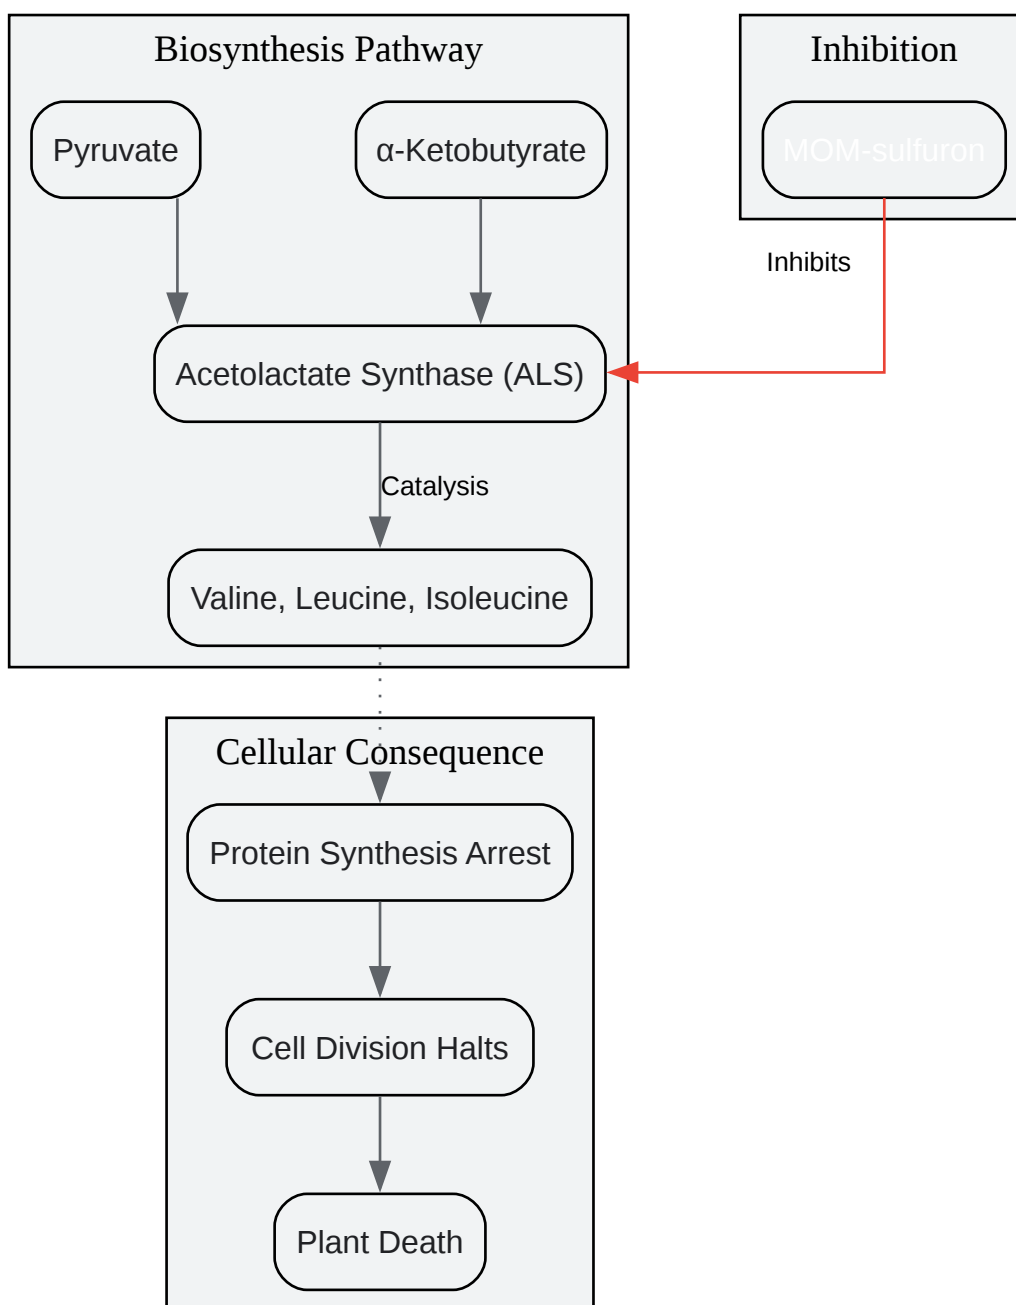 Biosynthesis Pathway
Inhibition
Pyruvate
α-Ketobutyrate
MOM-sulfuron
Inhibits
Acetolactate Synthase (ALS)
Catalysis
Valine, Leucine, Isoleucine
Cellular Consequence
Protein Synthesis Arrest
Cell Division Halts
Plant Death